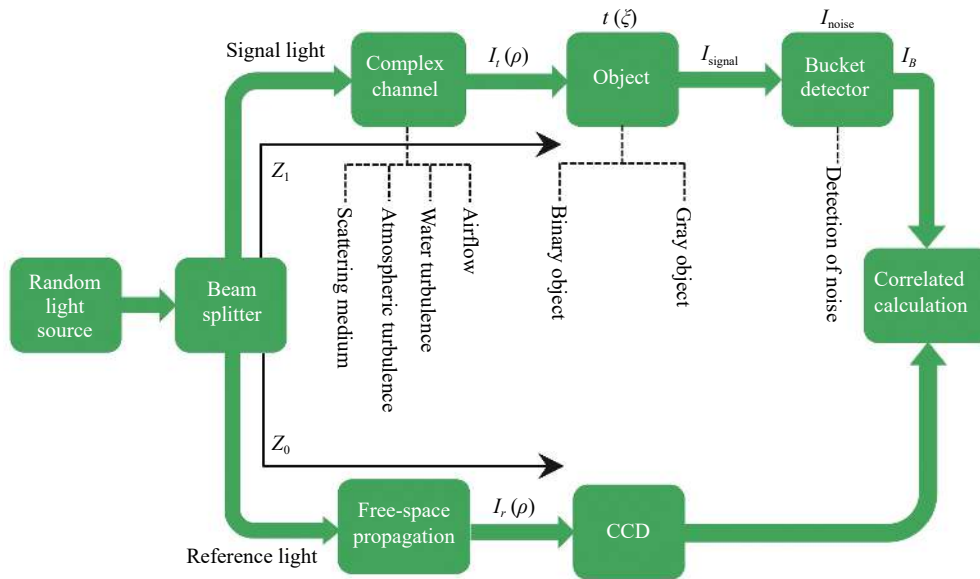 t (ξ)
I_noise
Signal light
Complex
channel
I_t (ρ)
Object
I_signal
Bucket
detector
I_B
Z_1
Scattering medium
Atmospheric turbulence
Water turbulence
Airflow
Binary object
Gray object
Detection of noise
Random
light
source
Beam
splitter
Correlated
calculation
Z_0
Reference light
Free-space
propagation
I_r (ρ)
CCD